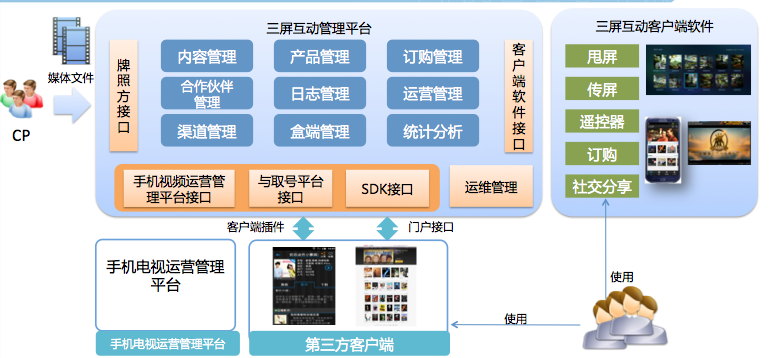 三屏互动管理平台
三屏互动客户端软件
媒体文件
CP
牌照方接口
内容管理
产品管理
订购管理
合作伙伴
管理
日志管理
运营管理
渠道管理
盒端管理
统计分析
客户端软件接口
甩屏
传屏
遥控器
订购
社交分享
手机视频运营管
理平台接口
与取号平台
接口
SDK接口
运维管理
客户端插件
门户接口
手机电视运营管理
平台
手机电视运营管理平台
第三方客户端
使用
使用